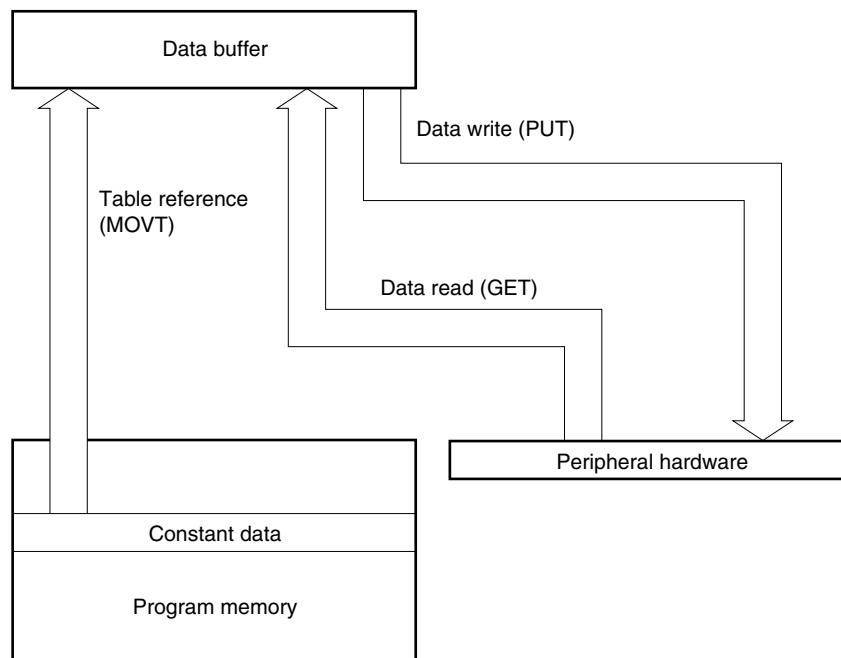 Data buffer
Data write (PUT)
Table reference
(MOVT)
Data read (GET)
Peripheral hardware
Constant data
Program memory